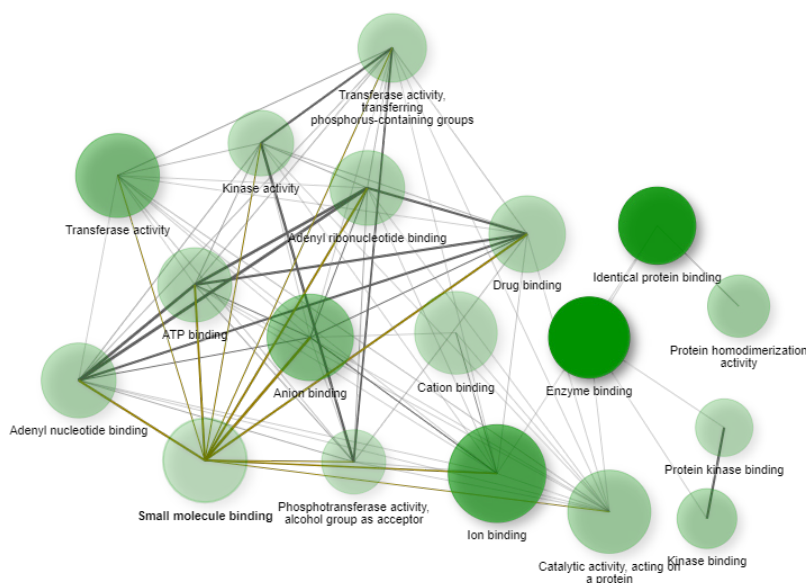 Transferase activity,
transferring
phosphorus-containing groups
Kinase activity
Transferase activity
Adenyl ribonucleotide binding
Identical protein binding
Drug binding
ATP binding
Protein homodimerization
activity
Anion binding
Cation binding
Enzyme binding
Adenyl nucleotide binding
Protein kinase binding
Small molecule binding
Phosphotransferase activity,
alcohol group as acceptor
Ion binding
Kinase binding
Catalytic activity, acting on
a protein